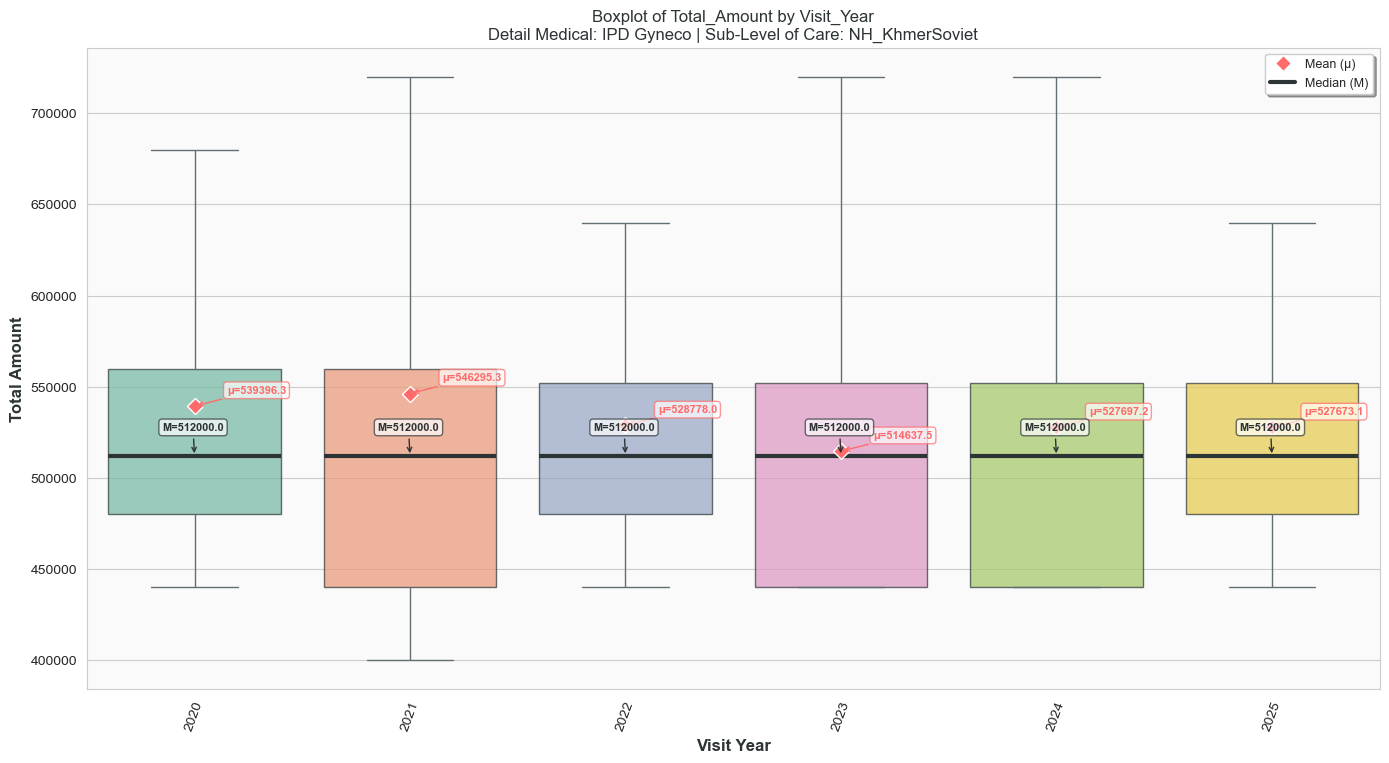 Boxplot of Total_Amount by Visit_Year
Detail Medical: IPD Gyneco | Sub-Level of Care: NH_KhmerSoviet
Mean (μ)
Median (M)
Total Amount
700000
650000
600000
550000
500000
450000
400000
μ=539396.3
M=512000.0
μ=546295.3
M=512000.0
μ=528778.0
M=512000.0
μ=514637.5
M=512000.0
μ=527697.2
M=512000.0
μ=527673.1
M=512000.0
2020
2021
2022
2023
2024
2025
Visit Year